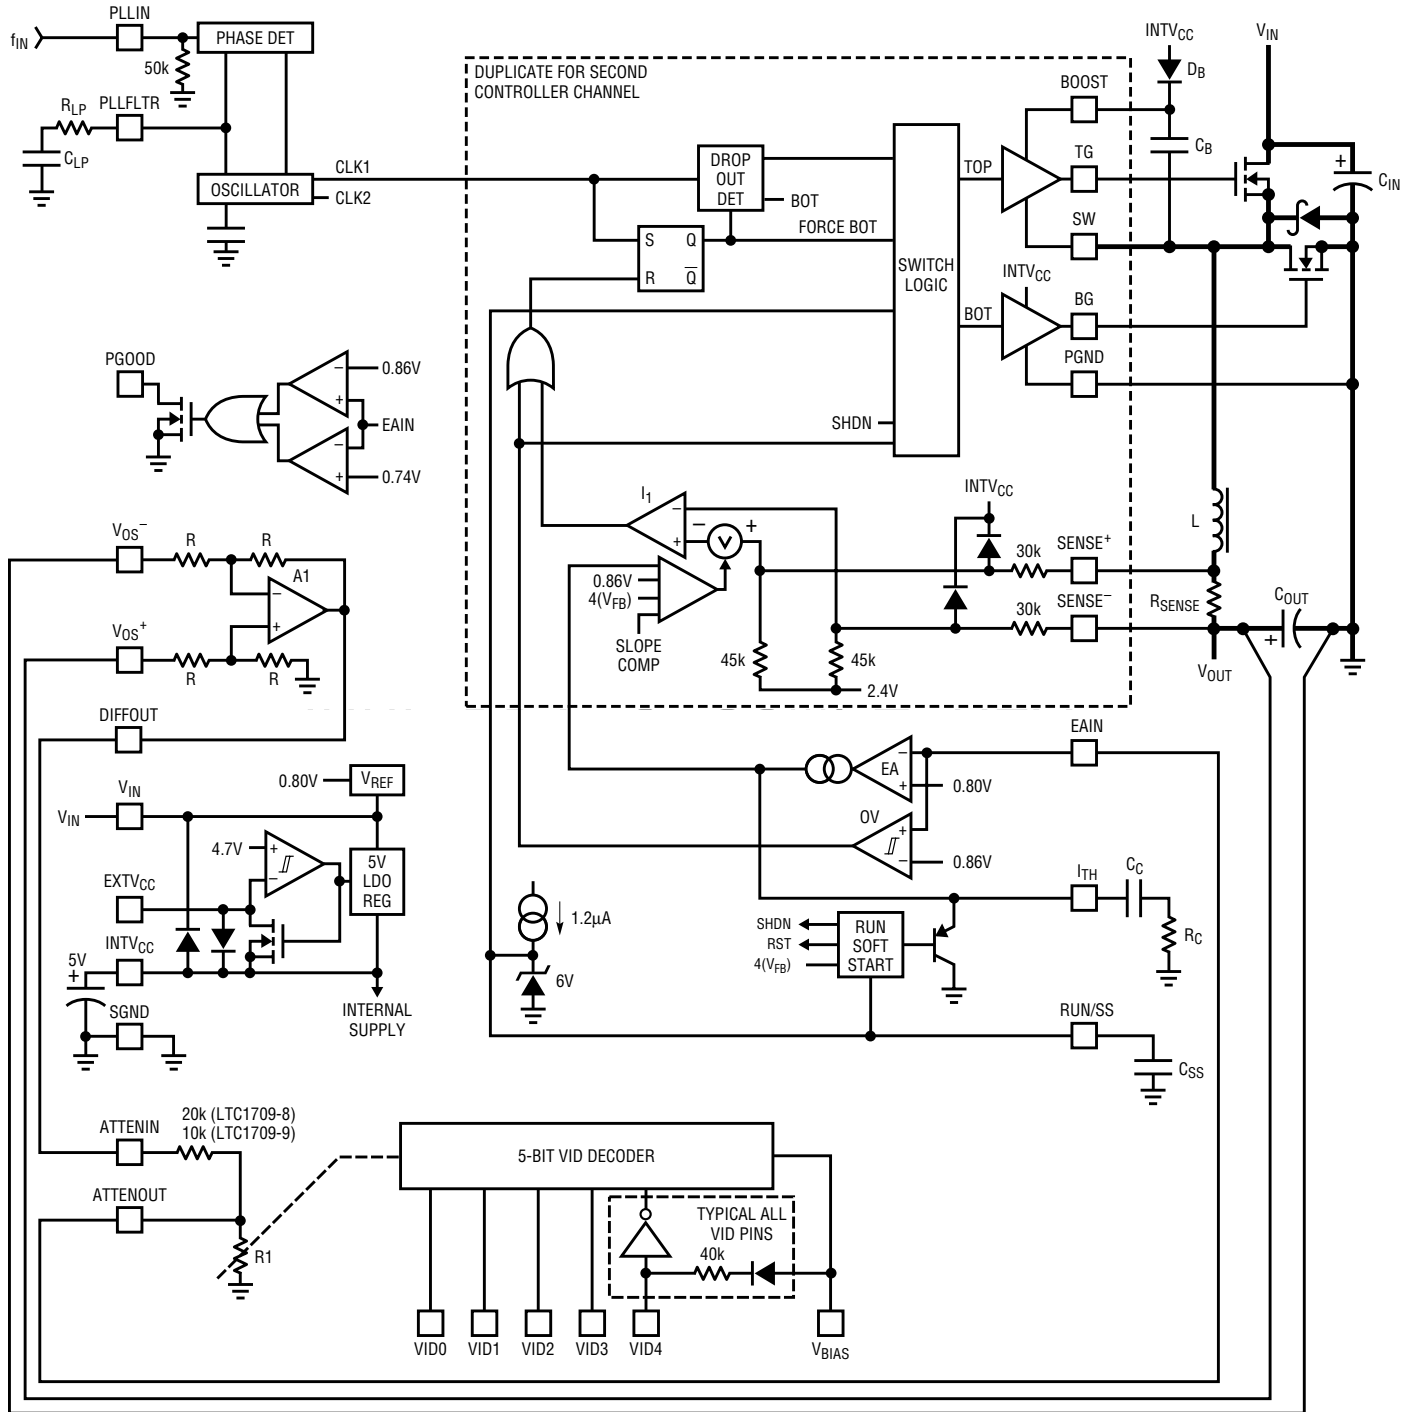 PLLIN
fIN
PHASE DET
50k
RLP
PLLFLTR
CLP
OSCILLATOR
CLK1
CLK2
DUPLICATE FOR SECOND
CONTROLLER CHANNEL
DROP
OUT
DET
BOT
FORCE BOT
S
Q
R
Q̅
SWITCH
LOGIC
TOP
BOT
SHDN
INTVCC
BOOST
TG
SW
BG
PGND
INTVCC
DB
CB
VIN
+
CIN
PGOOD
−
0.86V
+
EAIN
−
+
0.74V
I1
−
+
−
+
V
0.86V
4(VFB)
SLOPE
COMP
45k
45k
2.4V
INTVCC
30k
SENSE+
30k
SENSE−
L
RSENSE
COUT
+
VOUT
VOS−
R
R
A1
−
+
VOS+
R
R
DIFFOUT
EAIN
EA
−
+
0.80V
OV
+
−
0.86V
0.80V
VREF
VIN
VIN
4.7V
+
−
5V
LDO
REG
EXTVCC
INTVCC
5V
+
INTERNAL
SUPPLY
SGND
1.2µA
6V
ITH
CC
RC
SHDN
RST
4(VFB)
RUN
SOFT
START
RUN/SS
CSS
20k (LTC1709-8)
10k (LTC1709-9)
ATTENIN
ATTENOUT
R1
5-BIT VID DECODER
TYPICAL ALL
VID PINS
40k
VID0
VID1
VID2
VID3
VID4
VBIAS